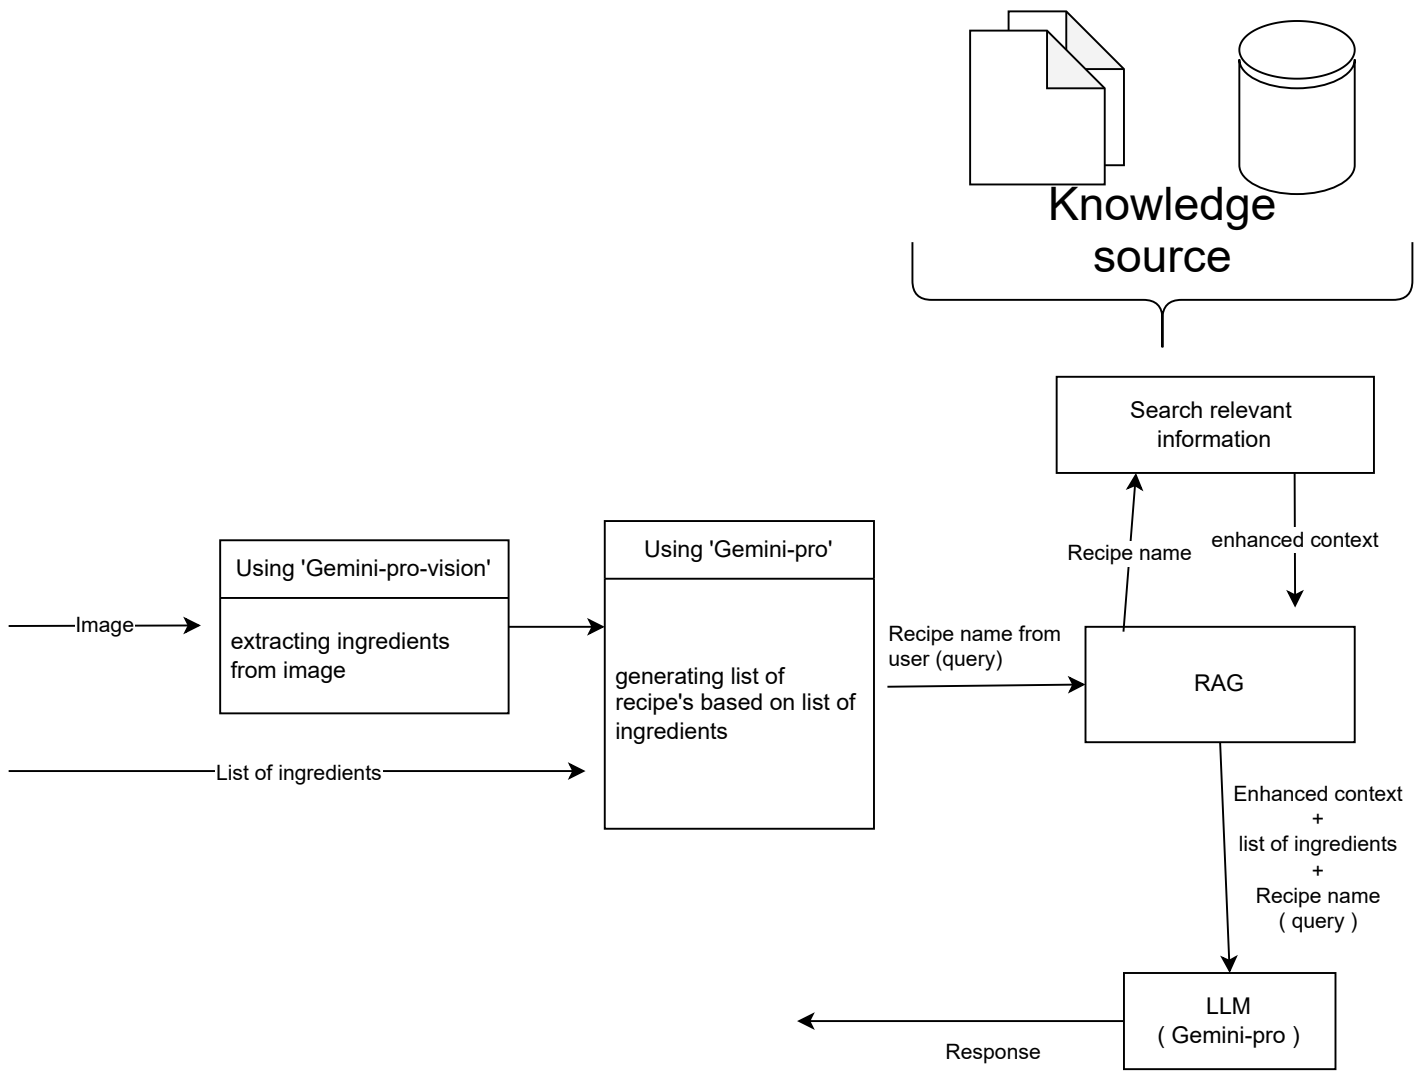 Knowledge
source
Search relevant
information
Recipe name
enhanced context
Using 'Gemini-pro-vision'
extracting ingredients
from image
Image
List of ingredients
Using 'Gemini-pro'
generating list of
recipe's based on list of
ingredients
Recipe name from
user (query)
RAG
Enhanced context
+
list of ingredients
+
Recipe name
( query )
LLM
( Gemini-pro )
Response